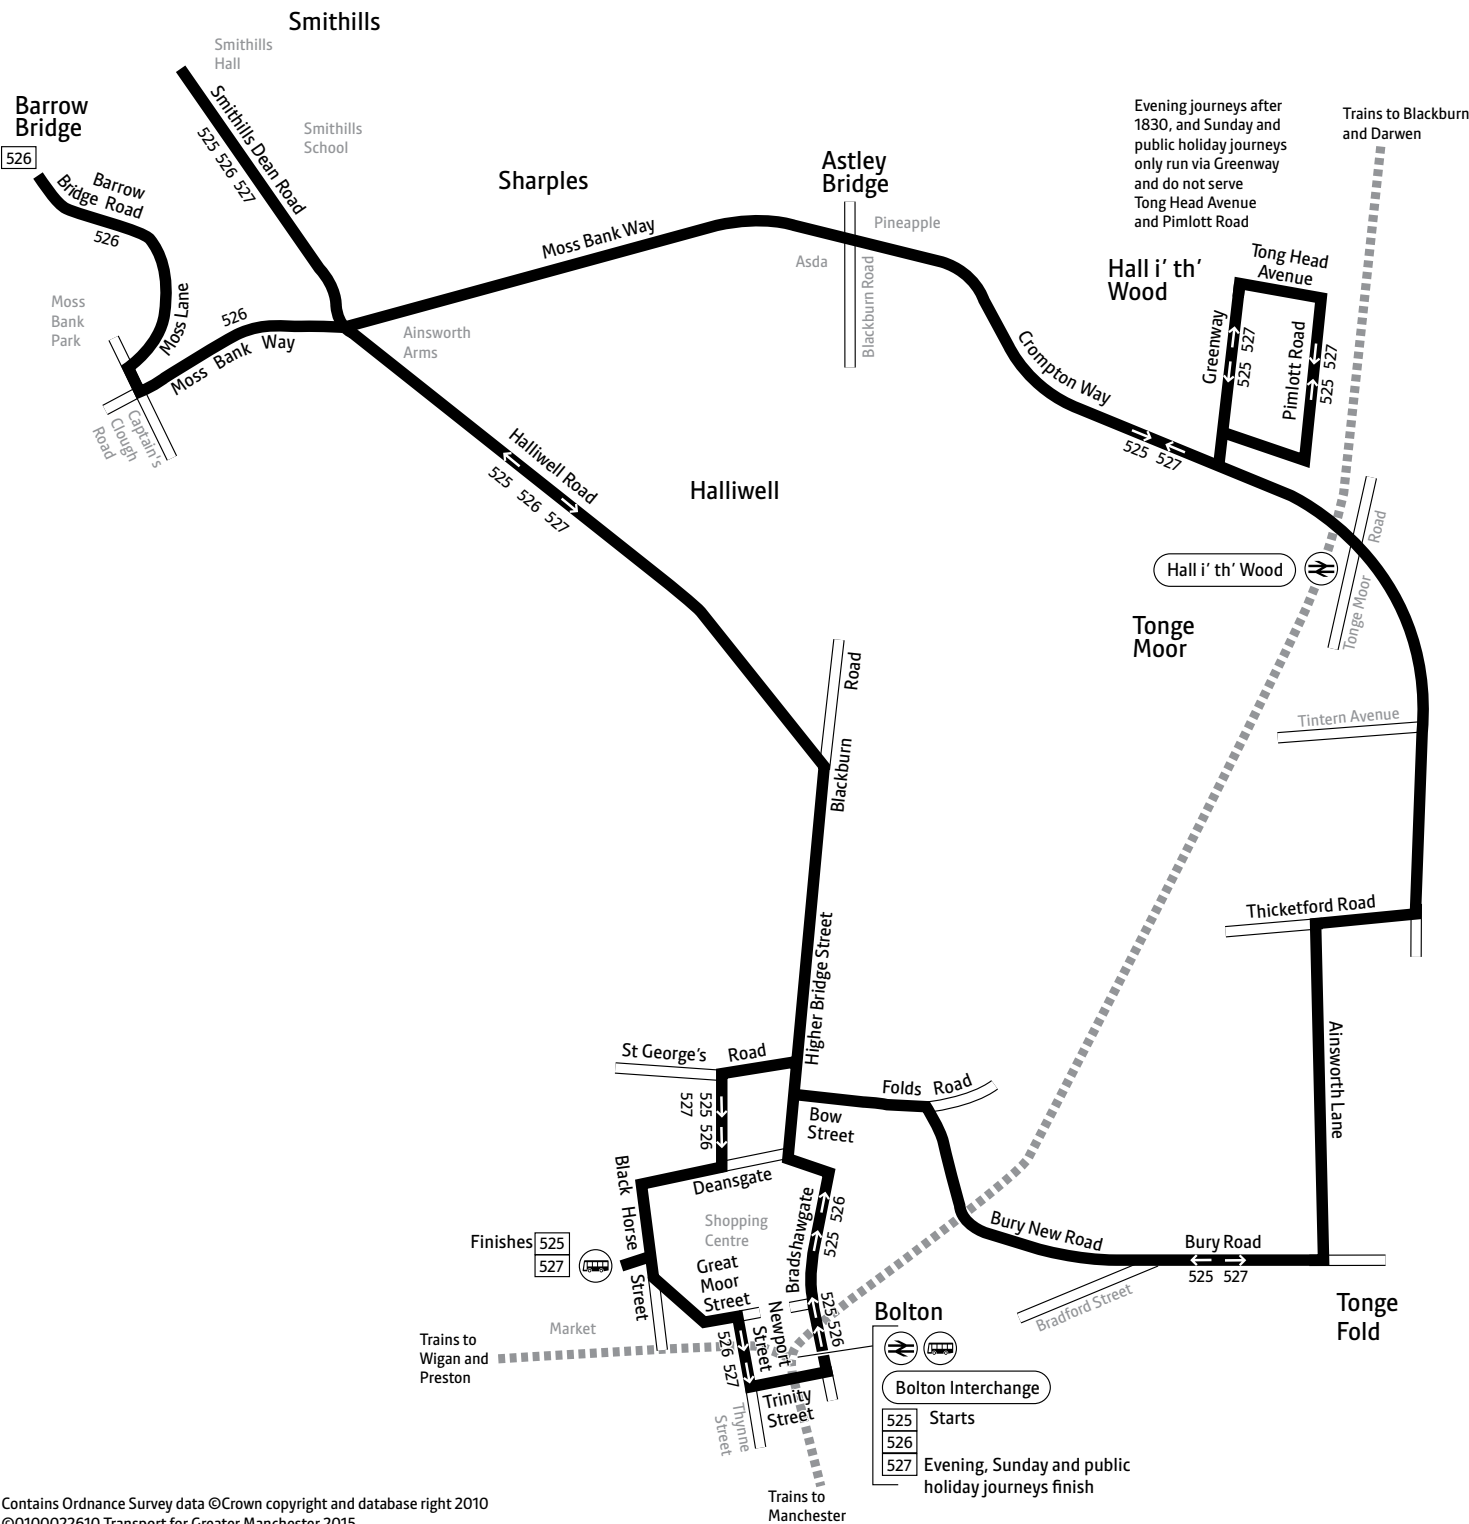 Smithills
Smithills
Hall
Barrow
Bridge
526
Smithills Dean Road
525 526 527
Smithills
School
Barrow
Bridge Road
526
Sharples
Astley
Bridge
Evening journeys after
1830, and Sunday and
public holiday journeys
only run via Greenway
and do not serve
Tong Head Avenue
and Pimlott Road
Trains to Blackburn
and Darwen
Moss Bank Way
Pineapple
Asda
Blackburn Road
Hall i' th'
Wood
Tong Head
Avenue
Greenway
525 527
Pimlott Road
525 527
Moss
Bank
Park
Moss Lane
526
Moss Bank Way
Ainsworth
Arms
Captain's
Clough
Road
Crompton Way
525 527
Halliwell Road
525 526 527
Halliwell
Hall i' th' Wood
Tonge Moor Road
Tonge
Moor
Blackburn Road
Tintern Avenue
Thicketford Road
Higher Bridge Street
Ainsworth Lane
St George's Road
525 526
527
Folds Road
Bow
Street
Deansgate
Black Horse Street
Shopping
Centre
Bradshawgate
525 526
Bury New Road
Bury Road
525 527
Finishes 525
527
Great
Moor
Street
Newport
Street
525 526
Bradford Street
Tonge
Fold
Bolton
Market
526 527
Trains to
Wigan and
Preston
Trinity
Street
Thynne
Street
Bolton Interchange
525 Starts
526
527 Evening, Sunday and public
holiday journeys finish
Trains to
Manchester
Contains Ordnance Survey data ©Crown copyright and database right 2010
©0100022610 Transport for Greater Manchester 2015